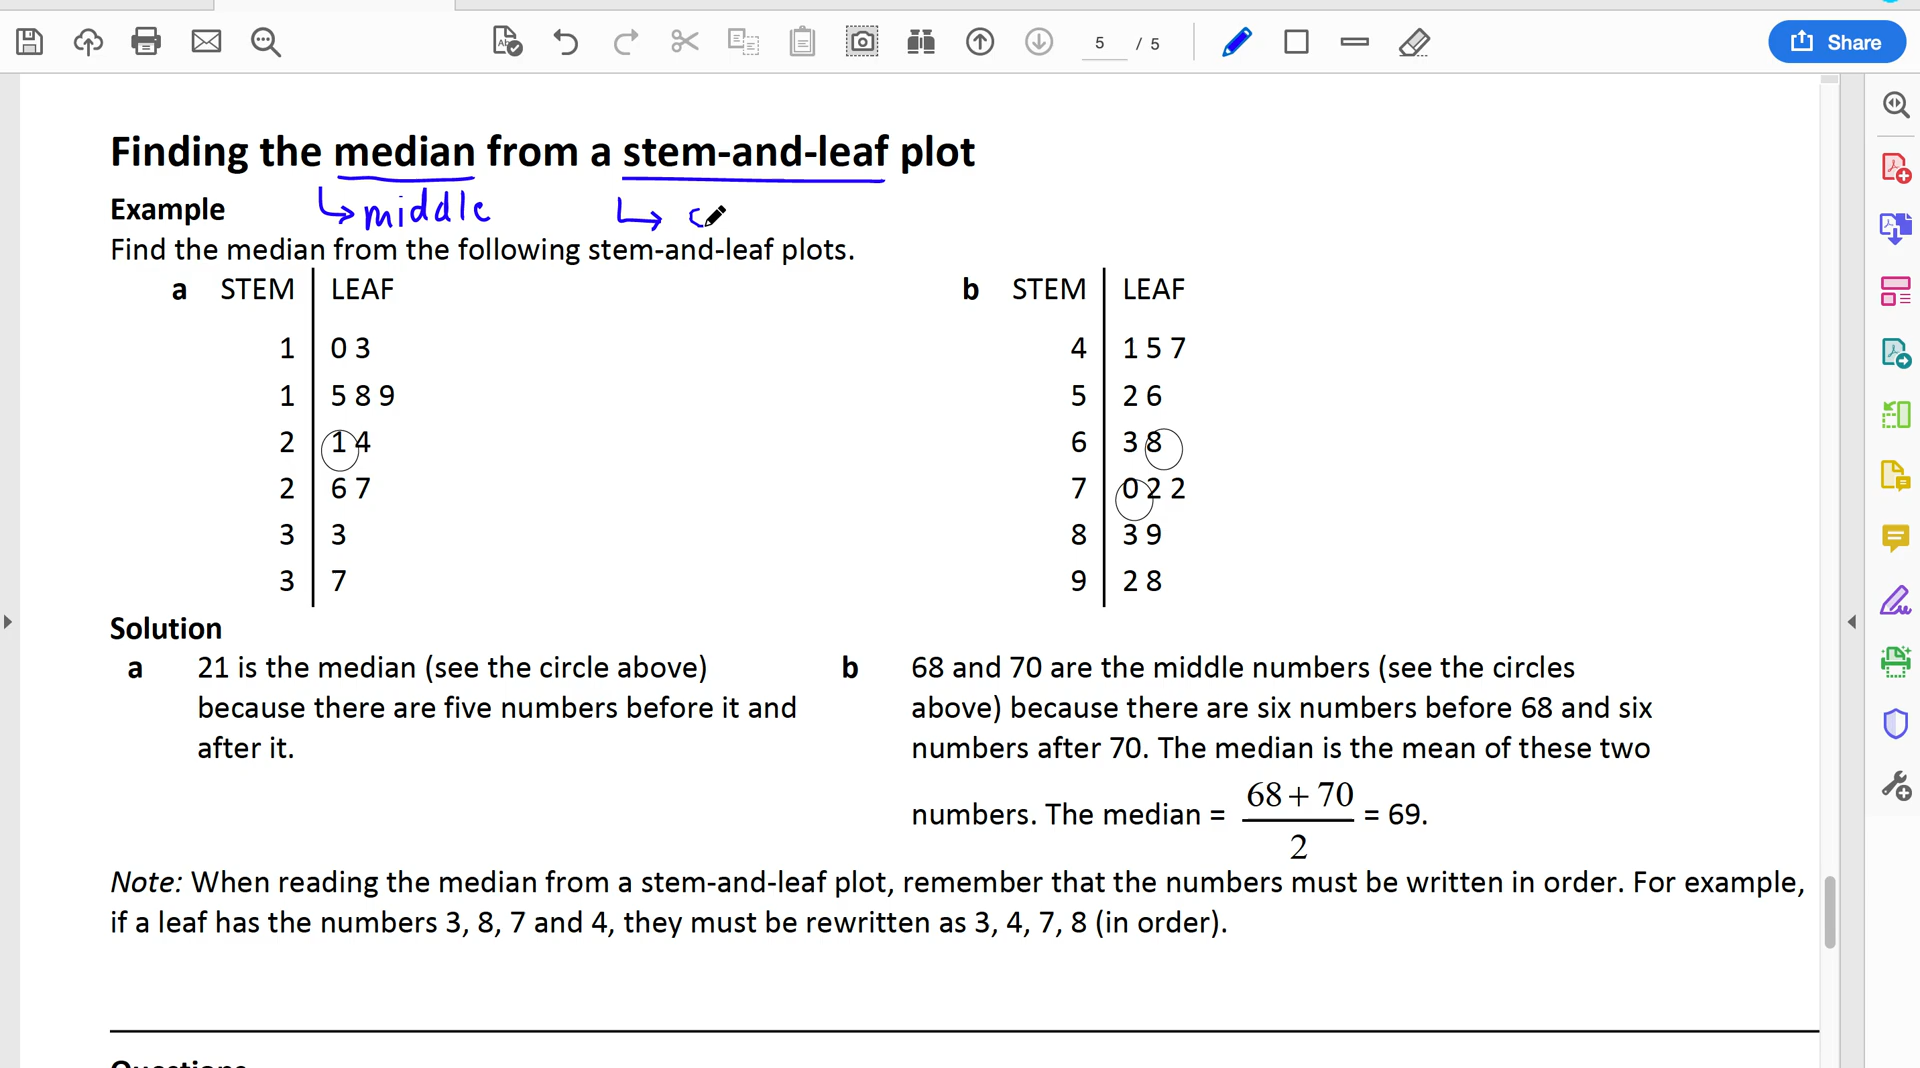 5 / 5
Share
Finding the median from a stem-and-leaf plot
Example
middle
Find the median from the following stem-and-leaf plots.
a STEM LEAF
1 0 3
1 5 8 9
2 1 4
2 6 7
3 3
3 7
b STEM LEAF
4 1 5 7
5 2 6
6 3 8
7 0 2 2
8 3 9
9 2 8
Solution
a 21 is the median (see the circle above)
because there are five numbers before it and
after it.
b 68 and 70 are the middle numbers (see the circles
above) because there are six numbers before 68 and six
numbers after 70. The median is the mean of these two
numbers. The median = (68 + 70)/2 = 69.
Note: When reading the median from a stem-and-leaf plot, remember that the numbers must be written in order. For example,
if a leaf has the numbers 3, 8, 7 and 4, they must be rewritten as 3, 4, 7, 8 (in order).
Questions